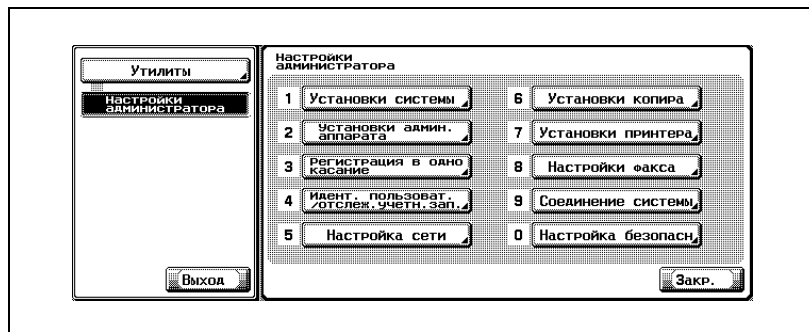 Утилиты
Настройки
администратора
Выход
Настройки
администратора
1 Установки системы
2 Установки админ.
аппарата
3 Регистрация в одно
касание
4 Идент. пользоват.
/отслеж.учетн.зап.
5 Настройка сети
6 Установки копира
7 Установки принтера
8 Настройки факса
9 Соединение системы
0 Настройка безопасн
Закр.